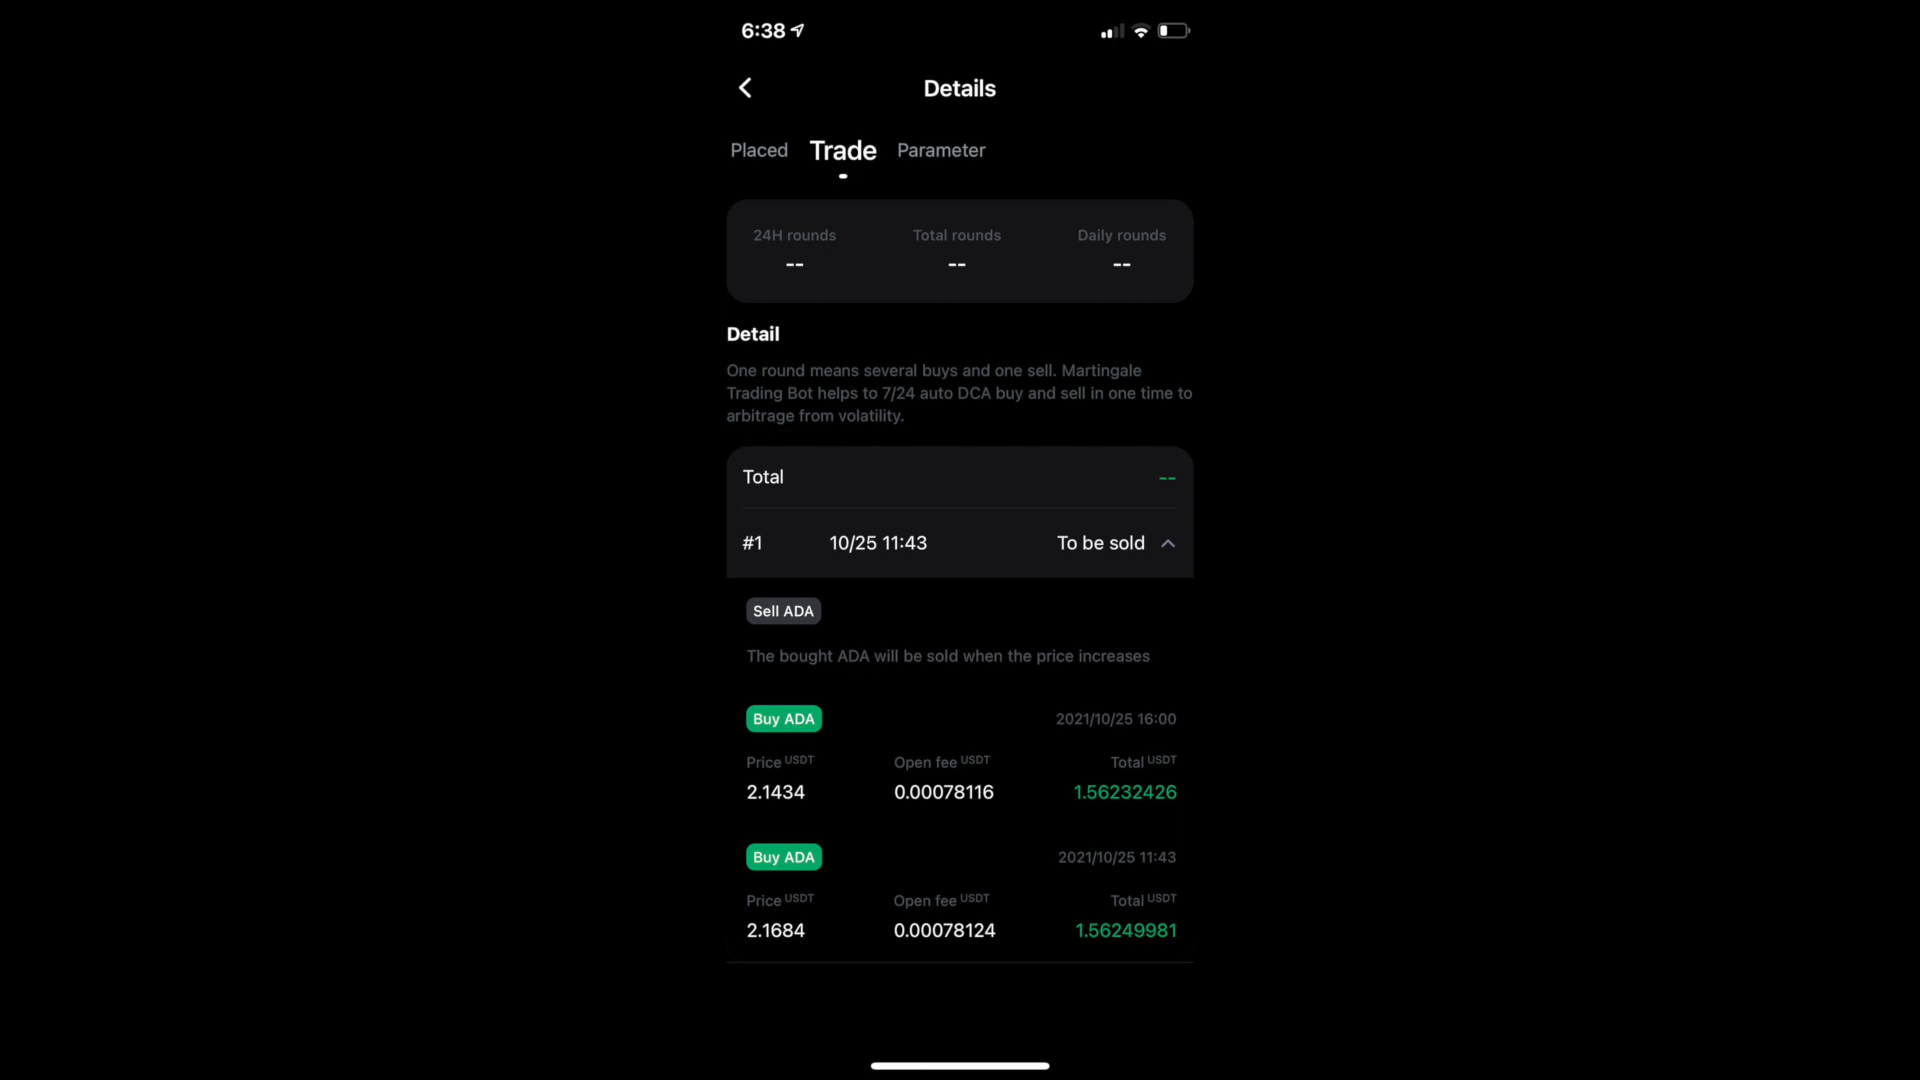 6:38
Details
Placed Trade Parameter
24H rounds Total rounds Daily rounds
-- -- --
Detail
One round means several buys and one sell. Martingale
Trading Bot helps to 7/24 auto DCA buy and sell in one time to
arbitrage from volatility.
Total --
#1 10/25 11:43 To be sold
Sell ADA
The bought ADA will be sold when the price increases
Buy ADA 2021/10/25 16:00
Price USDT Open fee USDT Total USDT
2.1434 0.00078116 1.56232426
Buy ADA 2021/10/25 11:43
Price USDT Open fee USDT Total USDT
2.1684 0.00078124 1.56249981